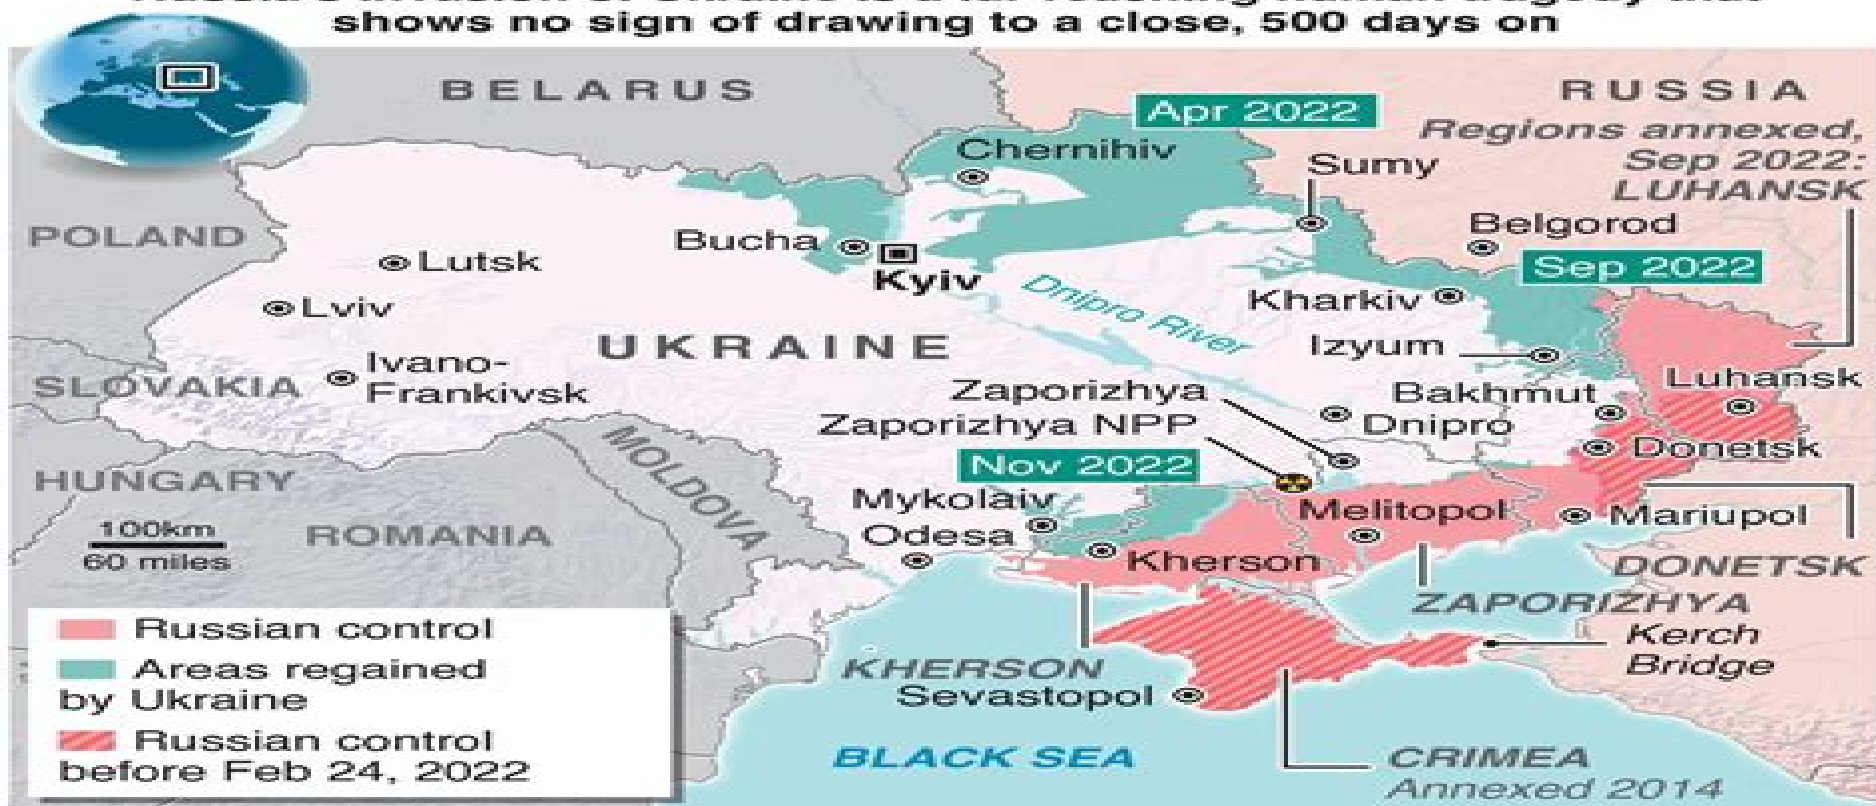 shows no sign of drawing to a close, 500 days on
BELARUS
RUSSIA
Apr 2022
Regions annexed,
Sep 2022:
LUHANSK
Chernihiv
Sumy
POLAND
Belgorod
Bucha
Lutsk
Kyiv
Sep 2022
Dnipro River
Kharkiv
Lviv
UKRAINE
Izyum
Ivano-
Frankivsk
SLOVAKIA
Zaporizhya
Bakhmut
Luhansk
Zaporizhya NPP
Dnipro
MOLDOVA
Donetsk
Nov 2022
HUNGARY
Mykolaiv
Melitopol
Mariupol
100km
60 miles
ROMANIA
Odesa
Kherson
DONETSK
ZAPORIZHYA
Russian control
Kerch
Bridge
Areas regained
by Ukraine
KHERSON
Sevastopol
Russian control
before Feb 24, 2022
BLACK SEA
CRIMEA
Annexed 2014